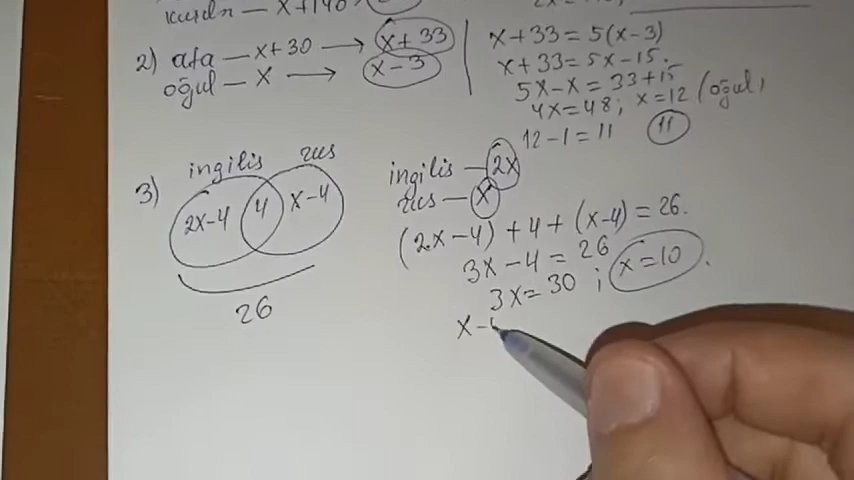 x+140
2) ata — x+30 → x+33
oğul — x → x-3
x+33=5(x-3)
x+33=5x-15.
5x-x=33+15
4x=48; x=12 (oğul)
12-1=11 11
3) ingilis rus
2x-4 4 x-4
26
ingilis — 2x
rus — x
(2x-4)+4+(x-4)=26.
3x-4=26
3x=30; x=10.
x-